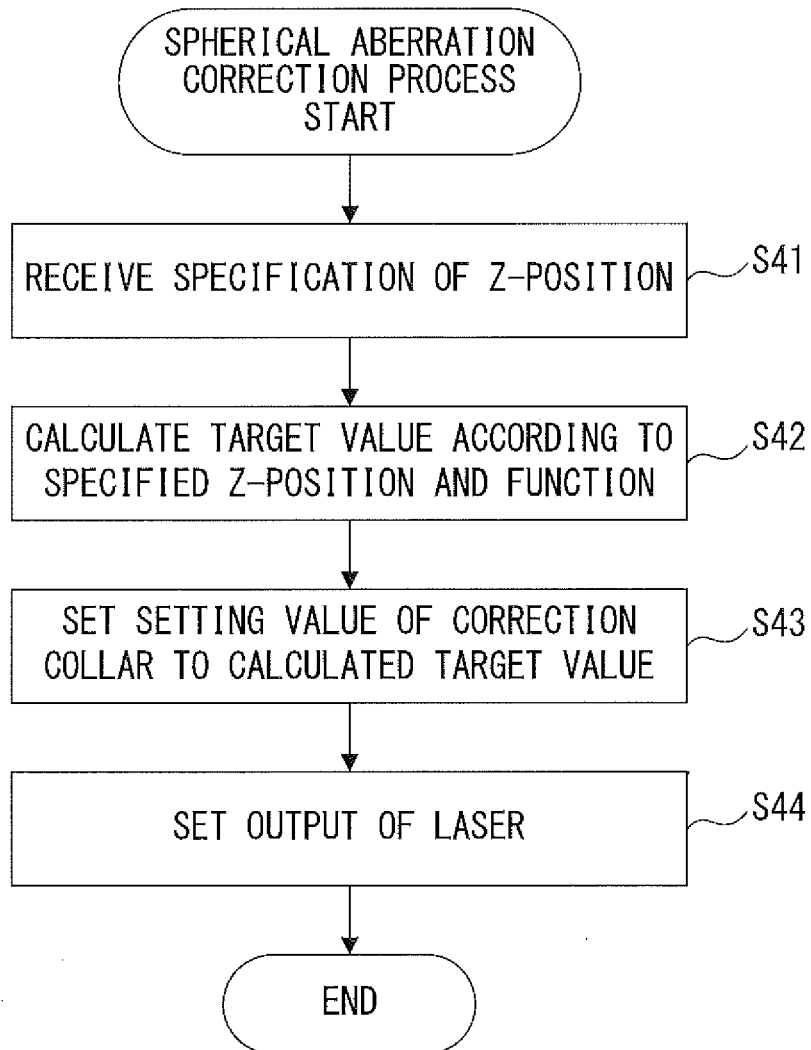 SPHERICAL ABERRATION
CORRECTION PROCESS
START
RECEIVE SPECIFICATION OF Z-POSITION
S41
CALCULATE TARGET VALUE ACCORDING TO
SPECIFIED Z-POSITION AND FUNCTION
S42
SET SETTING VALUE OF CORRECTION
COLLAR TO CALCULATED TARGET VALUE
S43
SET OUTPUT OF LASER
S44
END